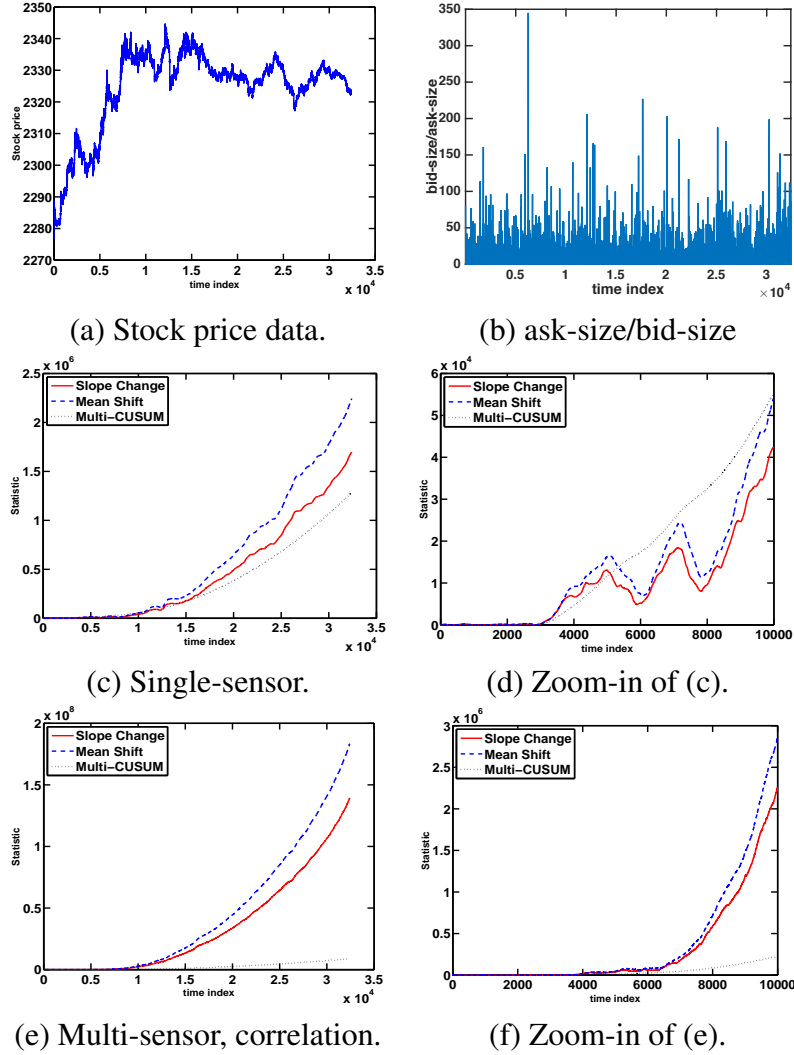 2350
2340
2330
2320
2310
2300
2290
2280
2270
Stock price
0 0.5 1 1.5 2 2.5 3 3.5
time index
x 10^4
(a) Stock price data.
350
300
250
200
150
100
50
0
bid-size/ask-size
0.5 1 1.5 2 2.5 3
time index
×10^4
(b) ask-size/bid-size
x 10^6
2.5
2
1.5
1
0.5
0
Statistic
Slope Change
Mean Shift
Multi−CUSUM
0 0.5 1 1.5 2 2.5 3 3.5
time index
x 10^4
(c) Single-sensor.
x 10^4
6
5
4
3
2
1
0
Statistic
Slope Change
Mean Shift
Multi−CUSUM
0 2000 4000 6000 8000 10000
time index
(d) Zoom-in of (c).
x 10^8
2
1.5
1
0.5
0
Statistic
Slope Change
Mean Shift
Multi−CUSUM
0 0.5 1 1.5 2 2.5 3 3.5
time index
x 10^4
(e) Multi-sensor, correlation.
x 10^6
3
2.5
2
1.5
1
0.5
0
Statistic
Slope Change
Mean Shift
Multi−CUSUM
0 2000 4000 6000 8000 10000
time index
(f) Zoom-in of (e).